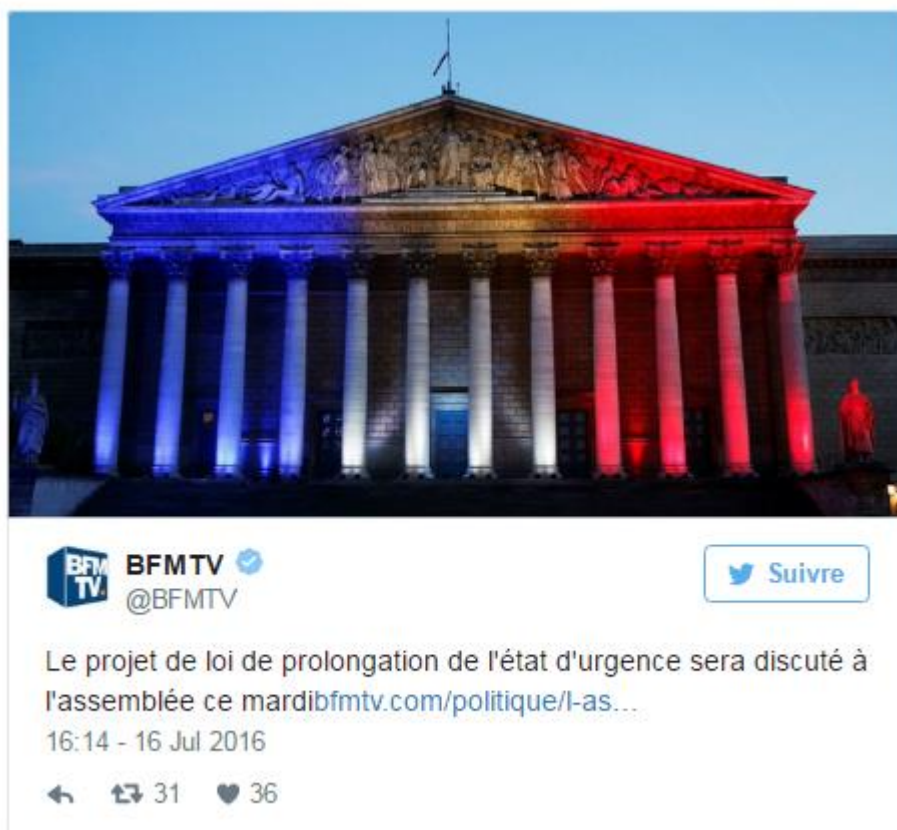 BFM
TV.
BFMTV
@BFMTV
Suivre
Le projet de loi de prolongation de l'état d'urgence sera discuté à
l'assemblée ce mardibfmtv.com/politique/l-as…
16:14 - 16 Jul 2016
31 36